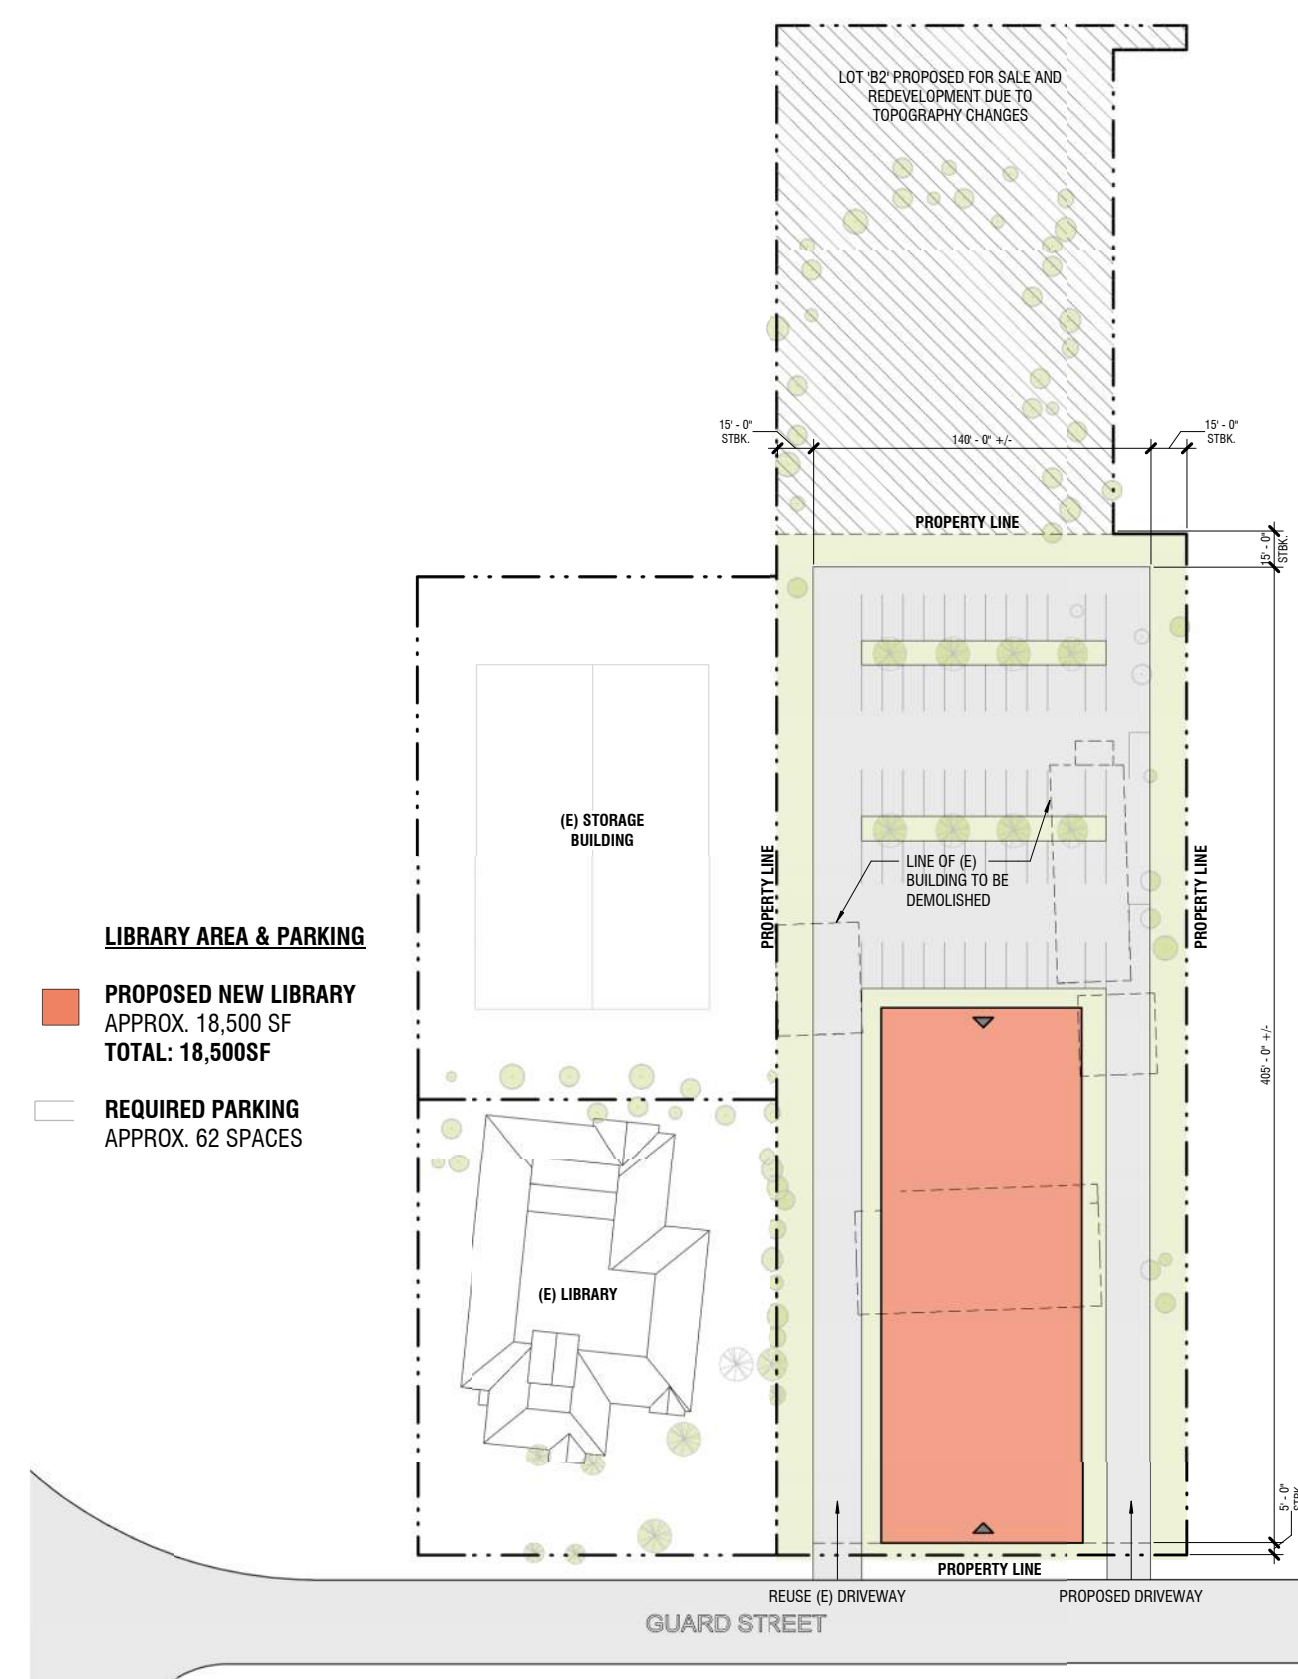 LOT 'B2' PROPOSED FOR SALE AND
REDEVELOPMENT DUE TO
TOPOGRAPHY CHANGES
15' - 0"
STBK.
140' - 0" +/-
15' - 0"
STBK.
PROPERTY LINE
15' - 0"
STBK.
(E) STORAGE
BUILDING
PROPERTY LINE
LINE OF (E)
BUILDING TO BE
DEMOLISHED
PROPERTY LINE
LIBRARY AREA & PARKING
PROPOSED NEW LIBRARY
APPROX. 18,500 SF
TOTAL: 18,500SF
REQUIRED PARKING
APPROX. 62 SPACES
405' - 0" +/-
(E) LIBRARY
5' - 0"
STBK.
PROPERTY LINE
REUSE (E) DRIVEWAY
PROPOSED DRIVEWAY
GUARD STREET